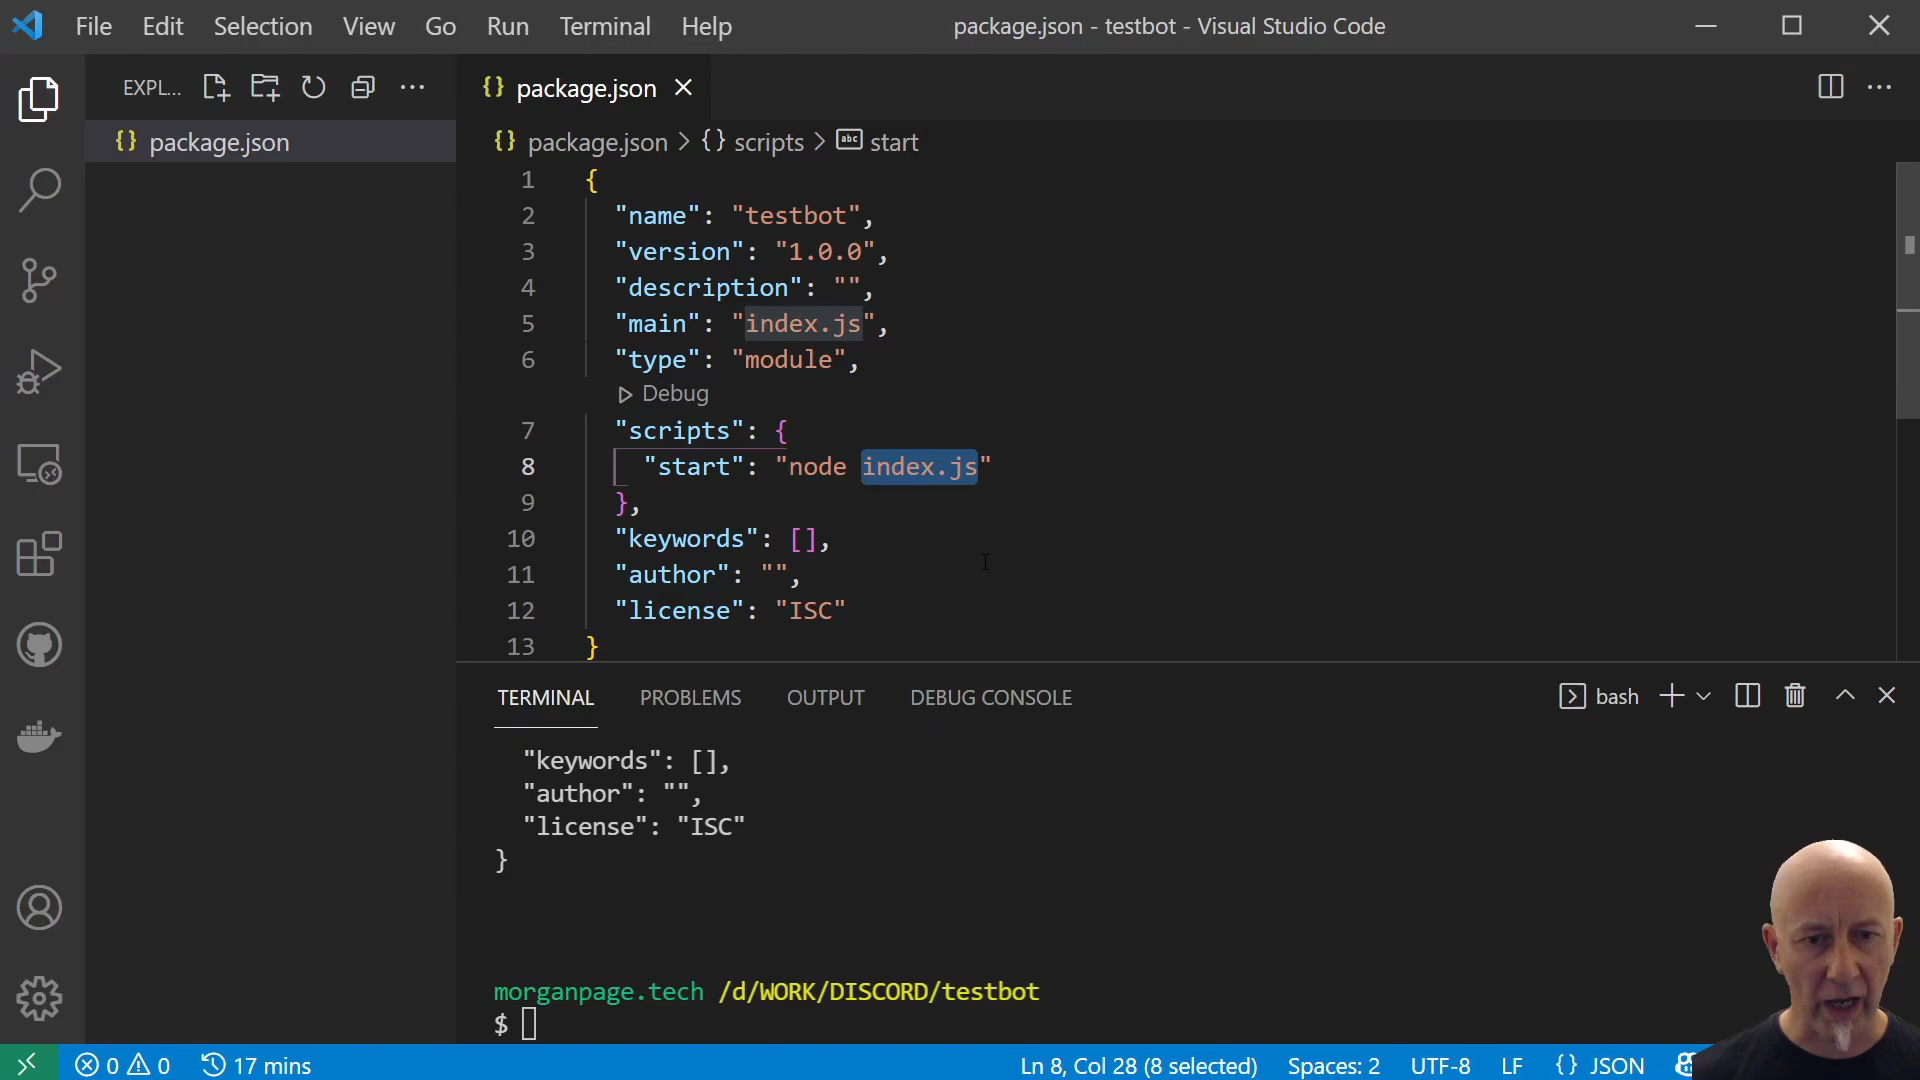 File Edit Selection View Go Run Terminal Help
package.json - testbot - Visual Studio Code
EXPL...
package.json
package.json
package.json > scripts > abc start
1 {
2 "name": "testbot",
3 "version": "1.0.0",
4 "description": "",
5 "main": "index.js",
6 "type": "module",
Debug
7 "scripts": {
8 "start": "node index.js"
9 },
10 "keywords": [],
11 "author": "",
12 "license": "ISC"
13 }
TERMINAL PROBLEMS OUTPUT DEBUG CONSOLE
bash
"keywords": [],
"author": "",
"license": "ISC"
}
morganpage.tech /d/WORK/DISCORD/testbot
$
0 0 17 mins
Ln 8, Col 28 (8 selected) Spaces: 2 UTF-8 LF {} JSON